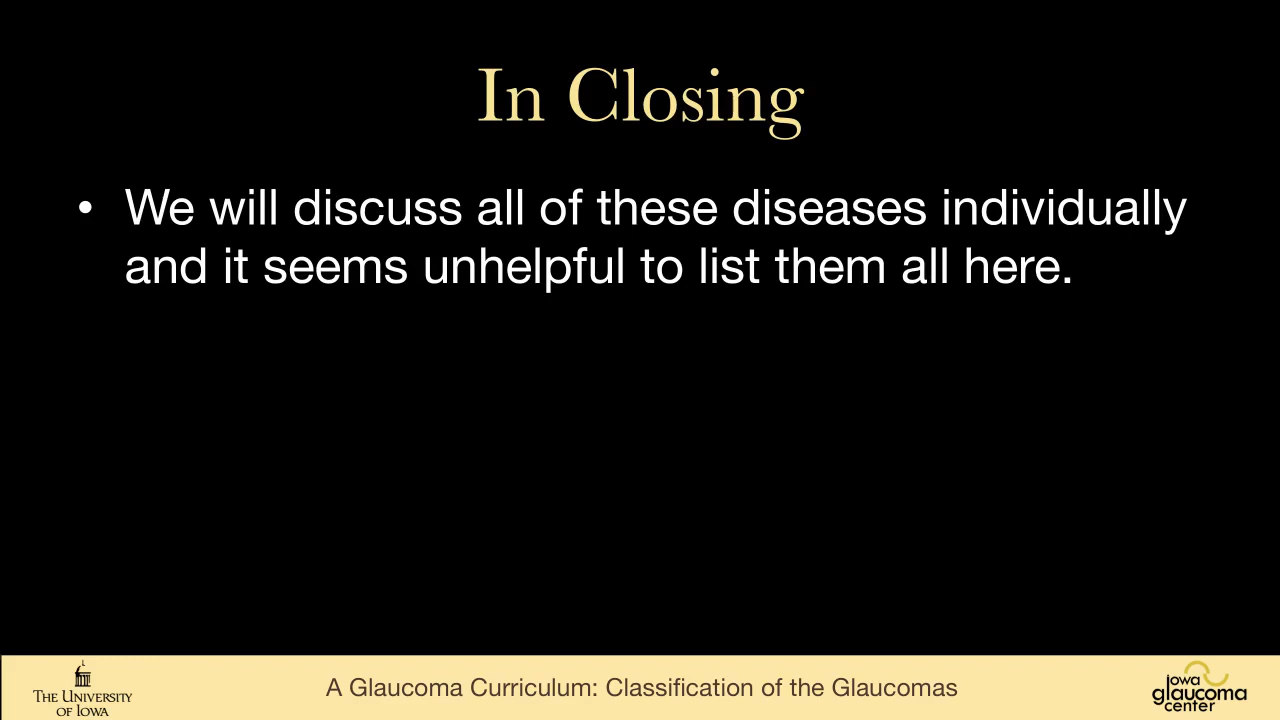 In Closing
• We will discuss all of these diseases individually
and it seems unhelpful to list them all here.
THE UNIVERSITY
OF IOWA
A Glaucoma Curriculum: Classification of the Glaucomas
iowa
glaucoma
center